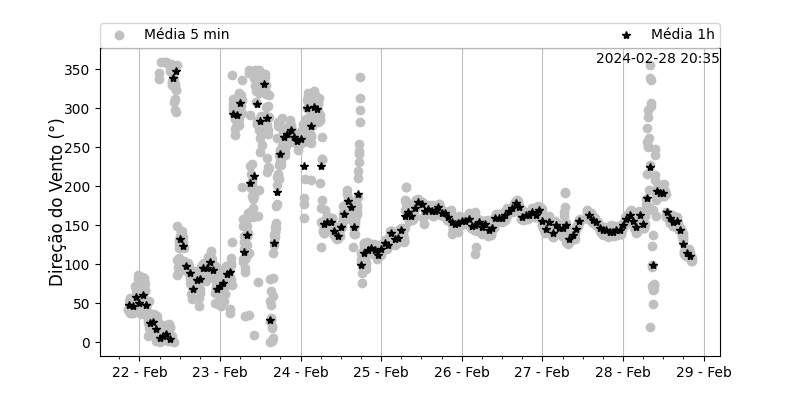 Média 5 min
Média 1h
2024-02-28 20:35
Direção do Vento (°)
350
300
250
200
150
100
50
0
22 - Feb
23 - Feb
24 - Feb
25 - Feb
26 - Feb
27 - Feb
28 - Feb
29 - Feb